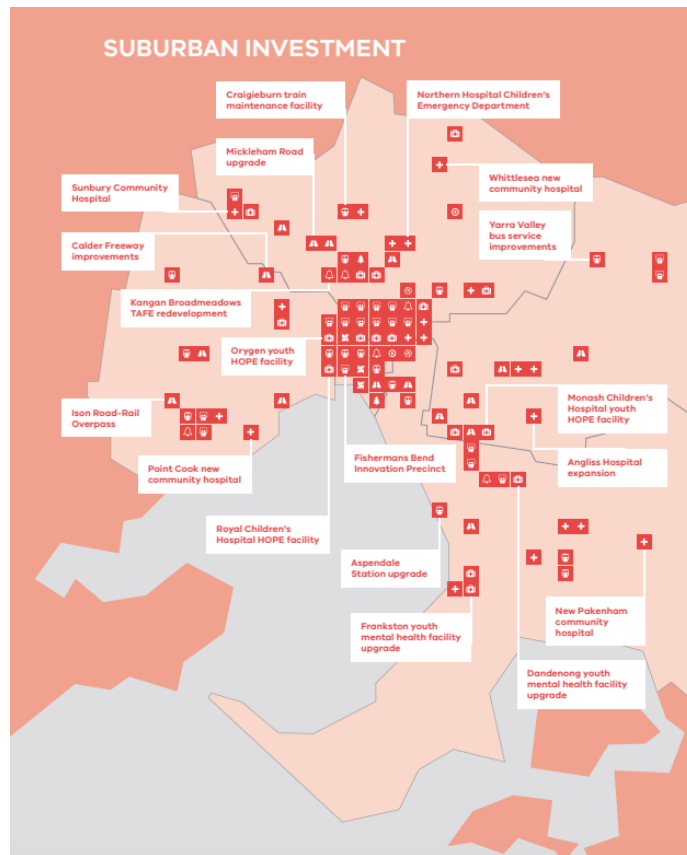 SUBURBAN INVESTMENT
Craigieburn train
maintenance facility
Northern Hospital Children's
Emergency Department
Mickleham Road
upgrade
Whittlesea new
community hospital
Sunbury Community
Hospital
Yarra Valley
bus service
improvements
Calder Freeway
improvements
Kangan Broadmeadows
TAFE redevelopment
Orygen youth
HOPE facility
Monash Children's
Hospital youth
HOPE facility
Ison Road-Rail
Overpass
Point Cook new
community hospital
Fishermans Bend
Innovation Precinct
Angliss Hospital
expansion
Royal Children's
Hospital HOPE facility
Aspendale
Station upgrade
Frankston youth
mental health facility
upgrade
New Pakenham
community
hospital
Dandenong youth
mental health facility
upgrade